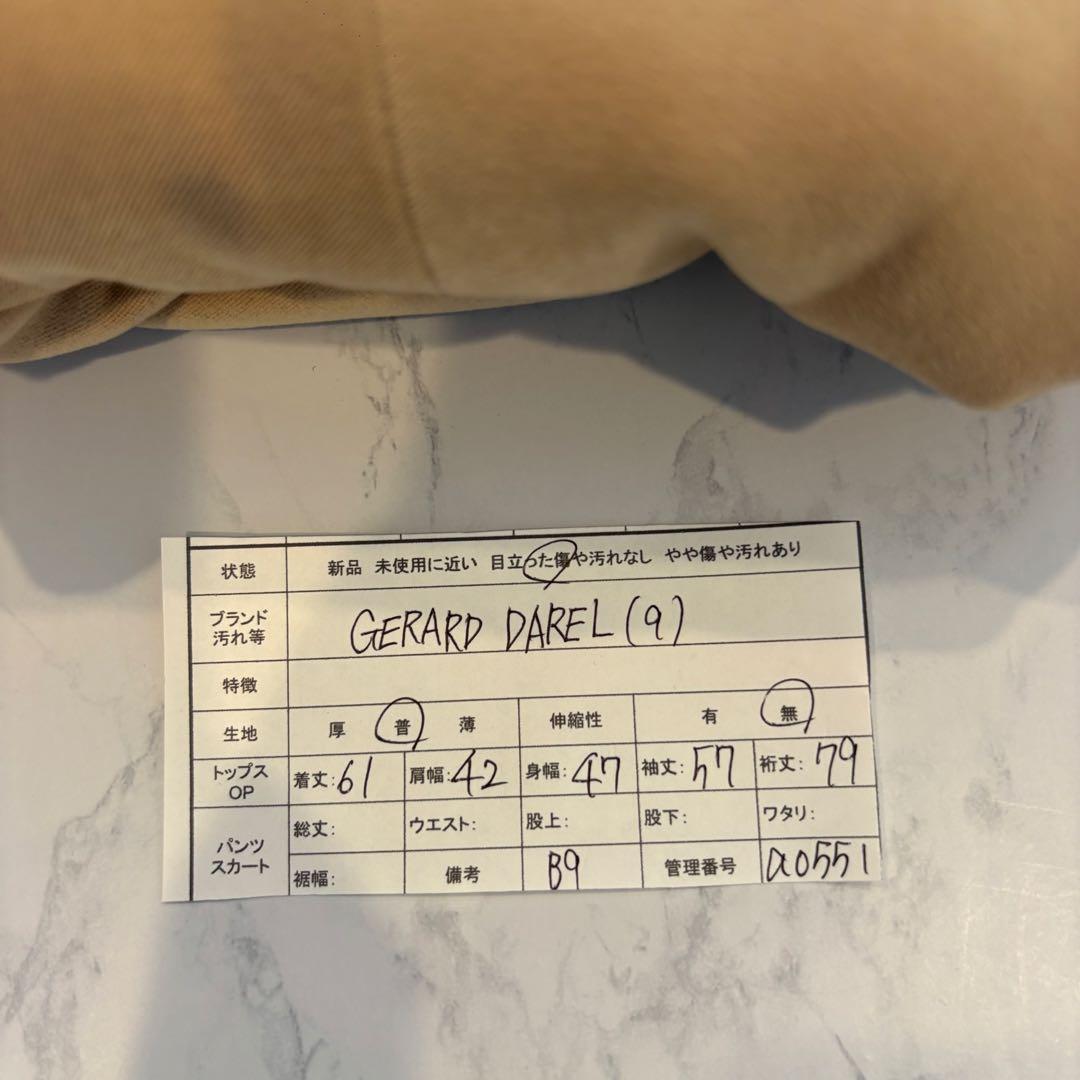 状態 新品 未使用に近い 目立った傷や汚れなし やや傷や汚れあり
ブランド 汚れ等 GERARD DAREL (9)
特徴
生地 厚 普 薄 伸縮性 有 無
トップス OP 着丈:61 肩幅:42 身幅:47 袖丈:57 裄丈:79
パンツ スカート 総丈: ウエスト: 股上: 股下: ワタリ:
裾幅: 備考 B9 管理番号 a0551